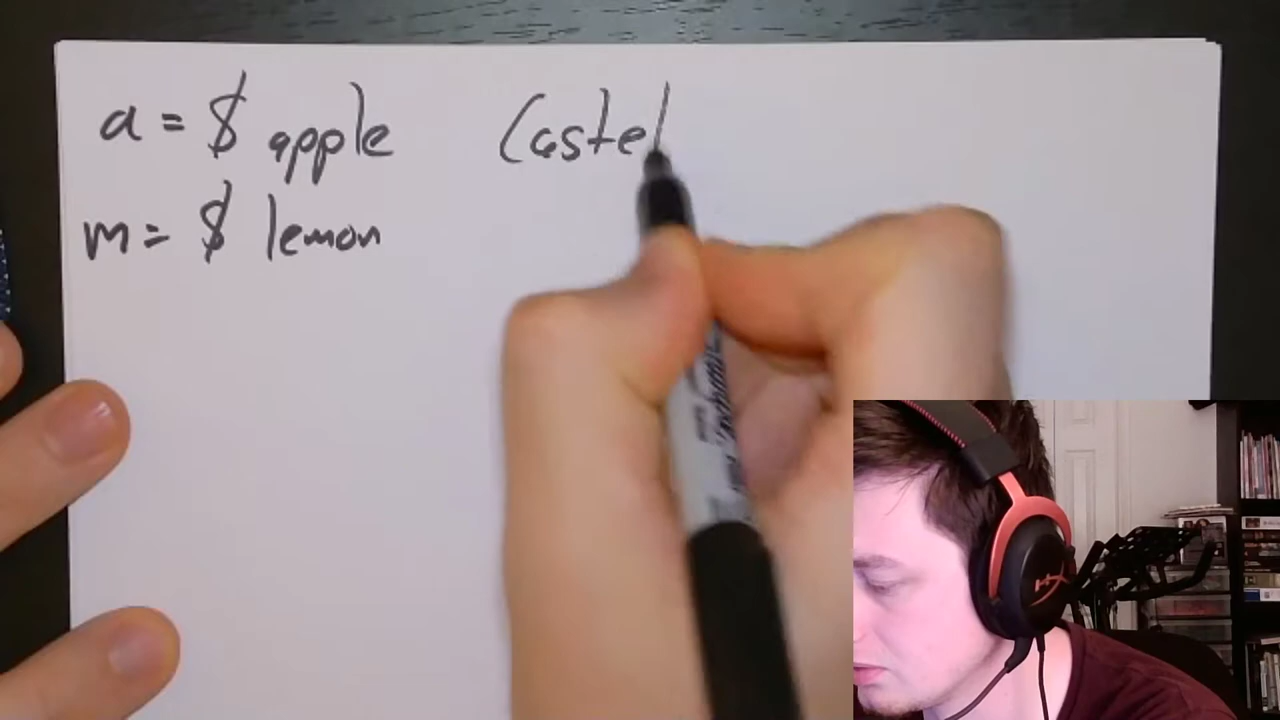 a = $ apple Castel
m = $ lemon